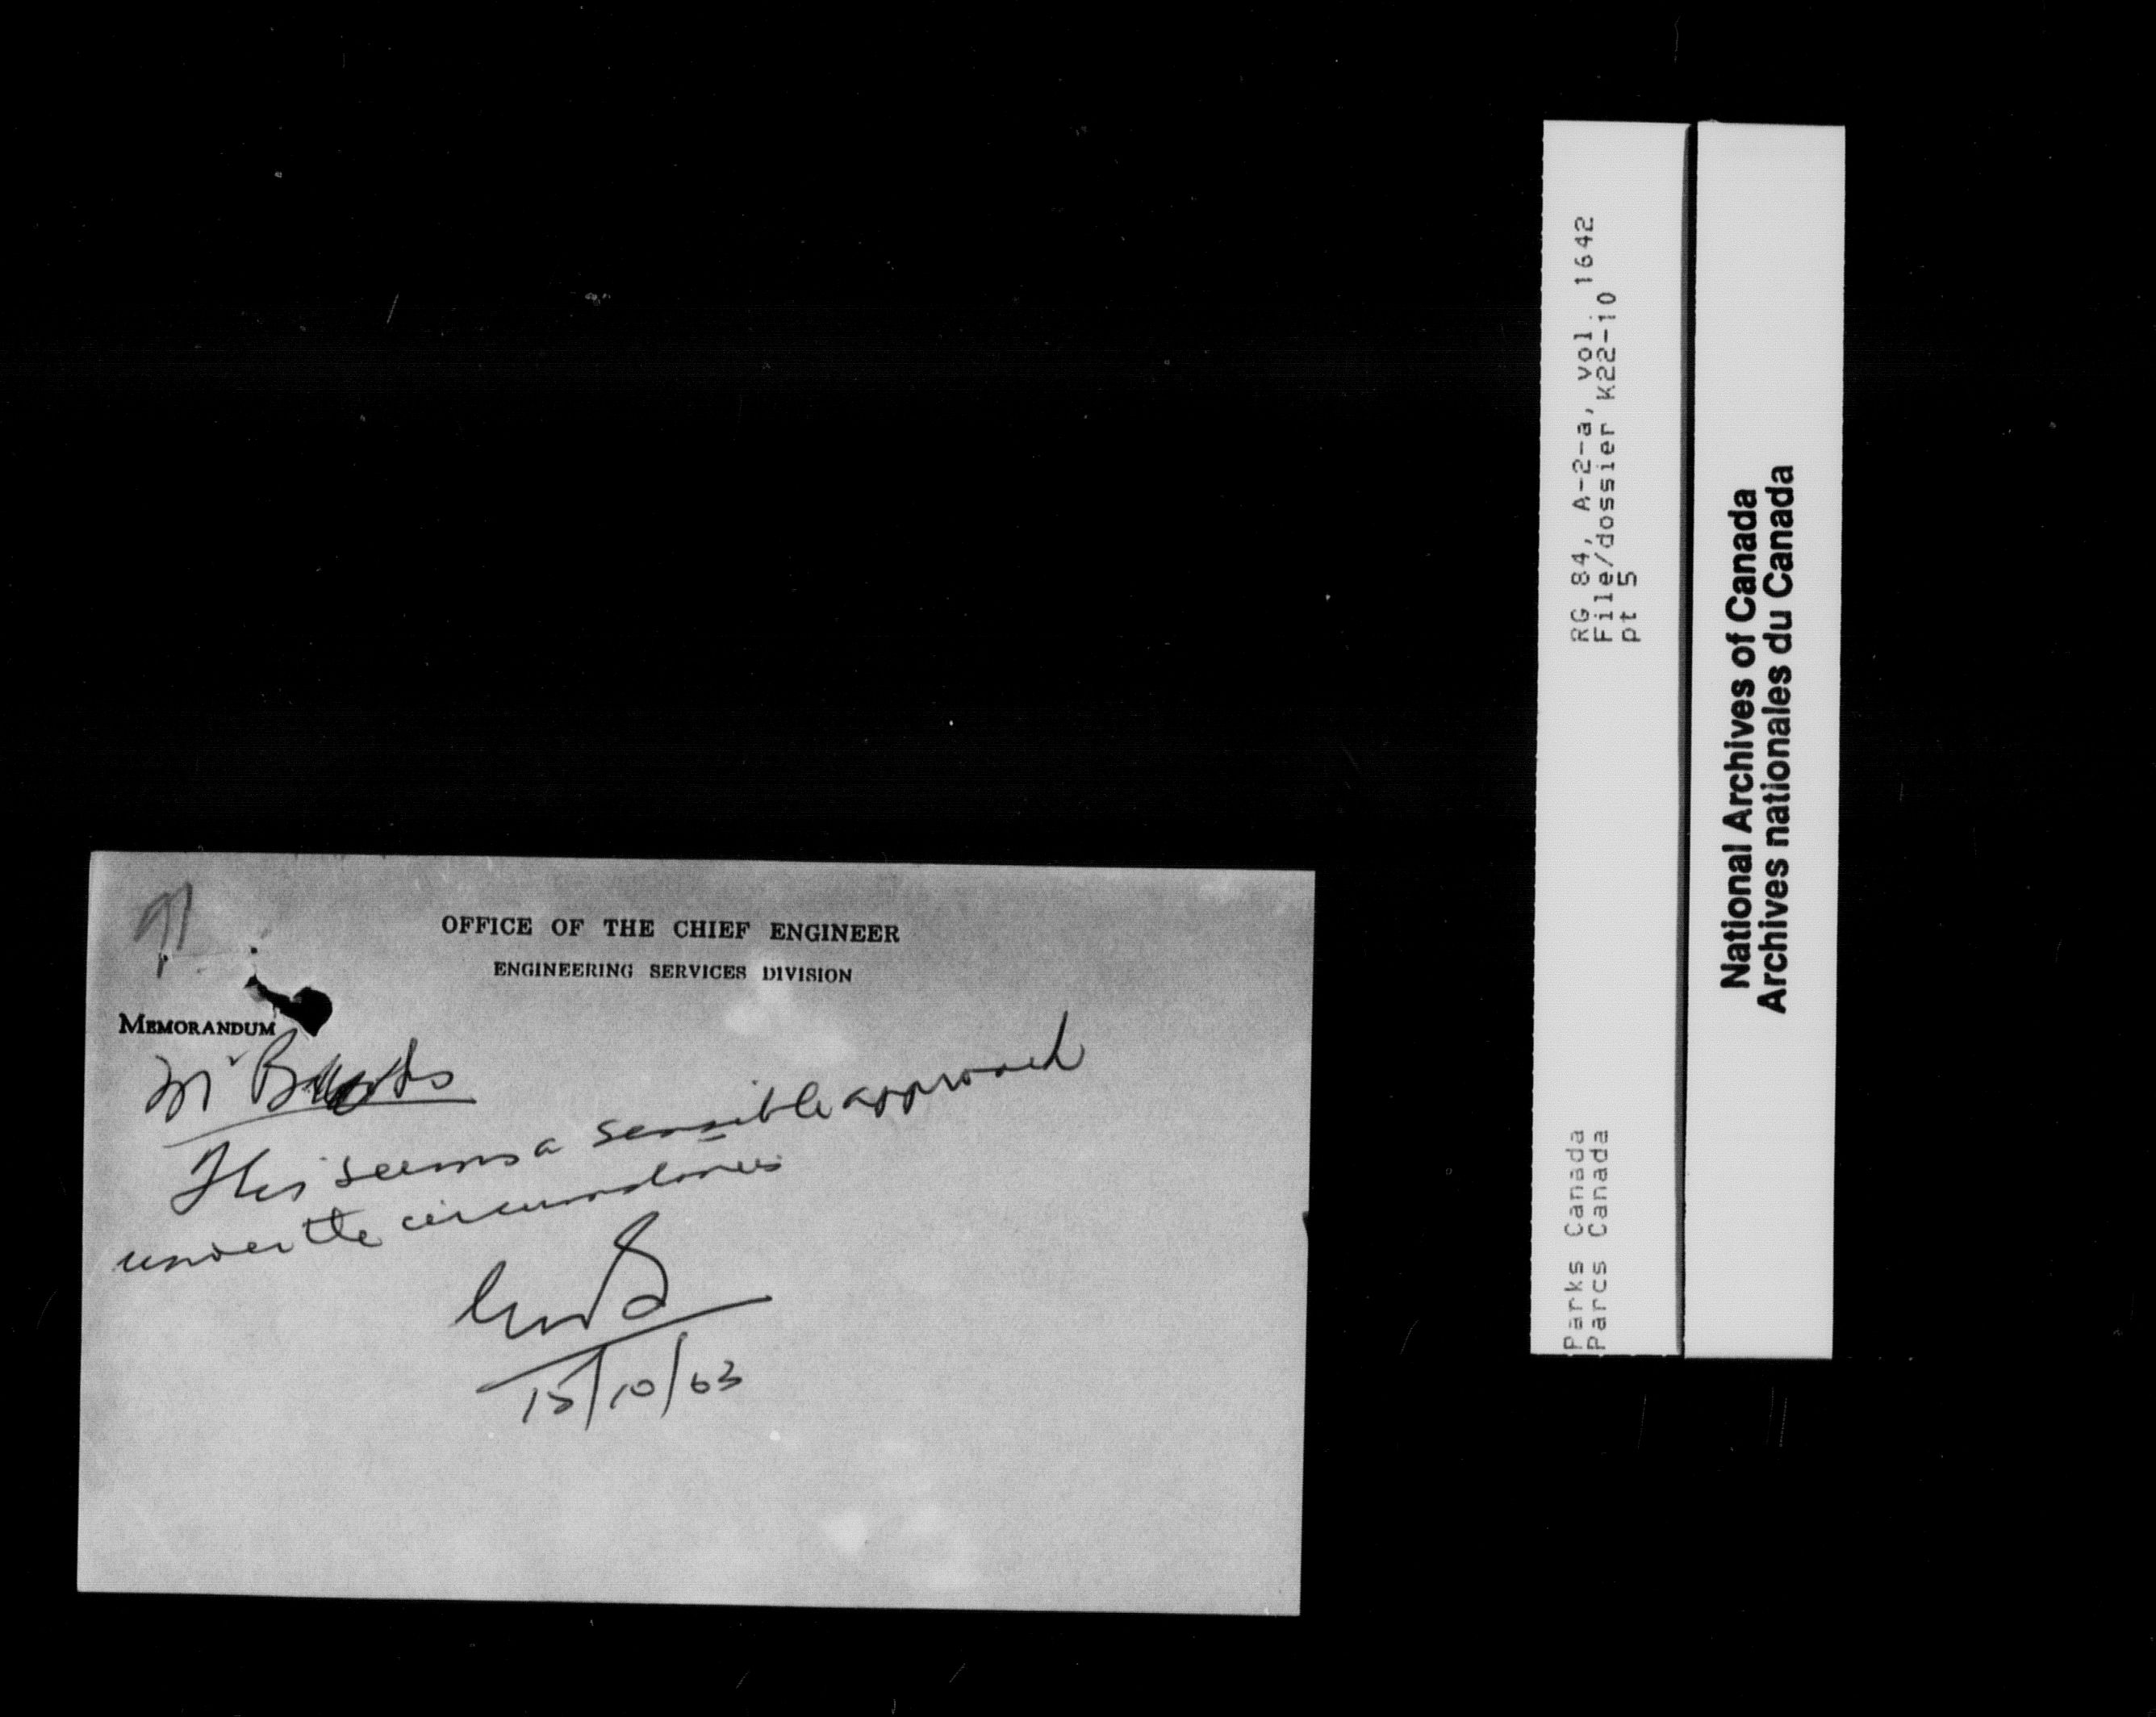 OFFICE OF THE CHIEF ENGINEER
ENGINEERING SERVICES DIVISION
MEMORANDUM
Mr
This seems a sensible approach
under the circumstances
15/10/63
RG 84, A-2-a, vol. 1642
File/dossier K22-10
pt 5
Parks Canada
Parcs Canada
National Archives of Canada
Archives nationales du Canada